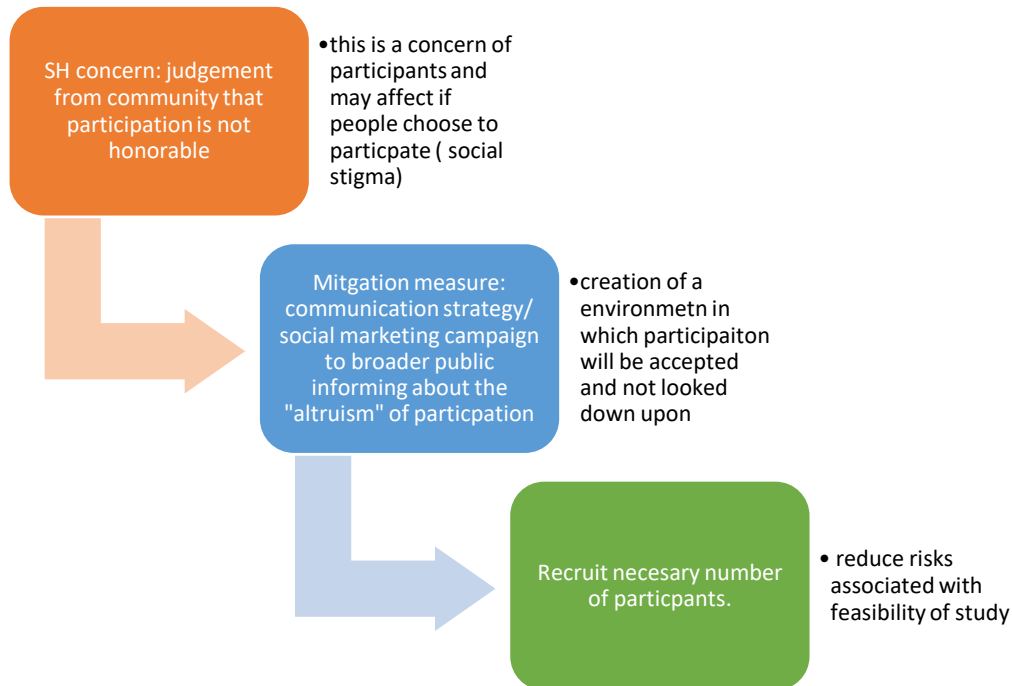 SH concern: judgement
from community that
participation is not
honorable
•this is a concern of
participants and
may affect if
people choose to
particpate ( social
stigma)
Mitgation measure:
communication strategy/
social marketing campaign
to broader public
informing about the
"altruism" of particpation
•creation of a
environmetn in
which participaiton
will be accepted
and not looked
down upon
Recruit necesary number
of particpants.
• reduce risks
associated with
feasibility of study